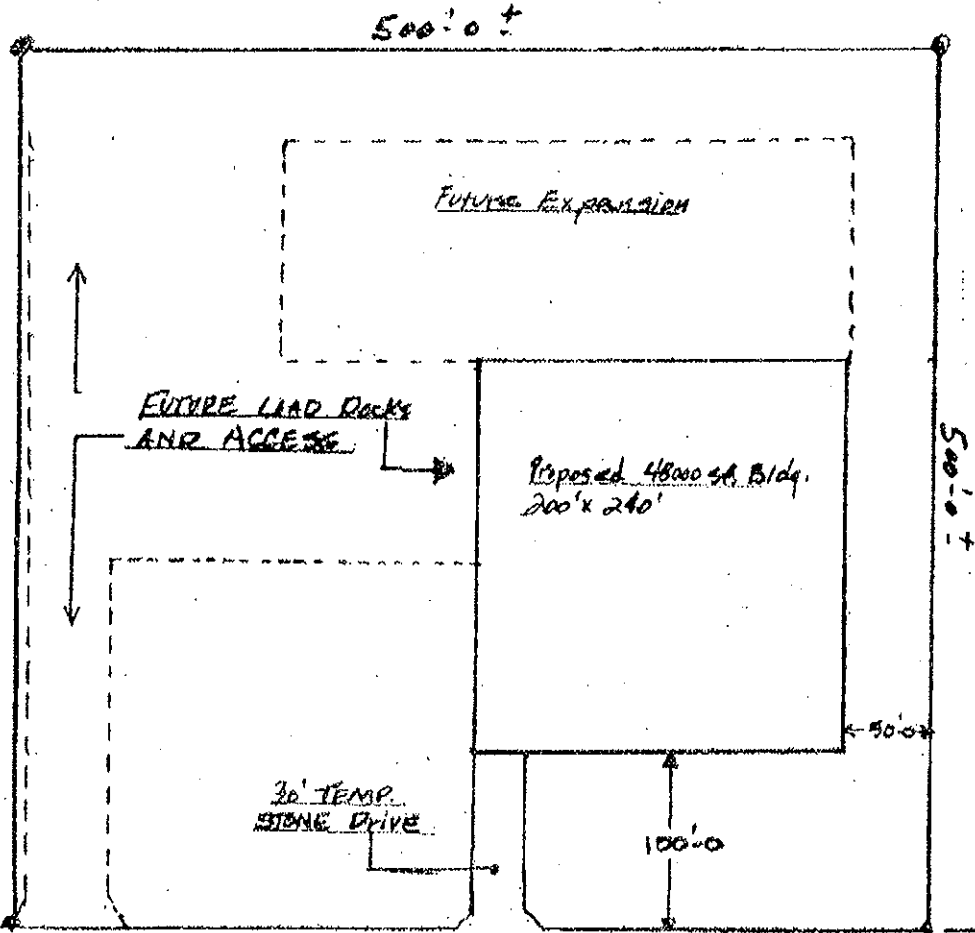 500'-0 ±
Future Expansion
FUTURE LOAD Docks
AND ACCESS
Proposed 48000 sf. Bldg.
200' x 240'
500'-0 ±
50'-0
30' TEMP.
STONE Drive
100'-0